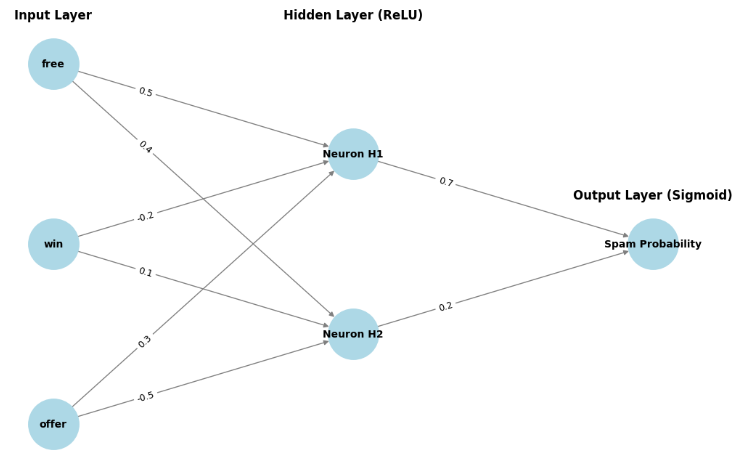 Input Layer
Hidden Layer (ReLU)
free
0.5
0.4
Neuron H1
0.7
Output Layer (Sigmoid)
-0.2
win
Spam Probability
0.1
0.2
Neuron H2
0.3
-0.5
offer